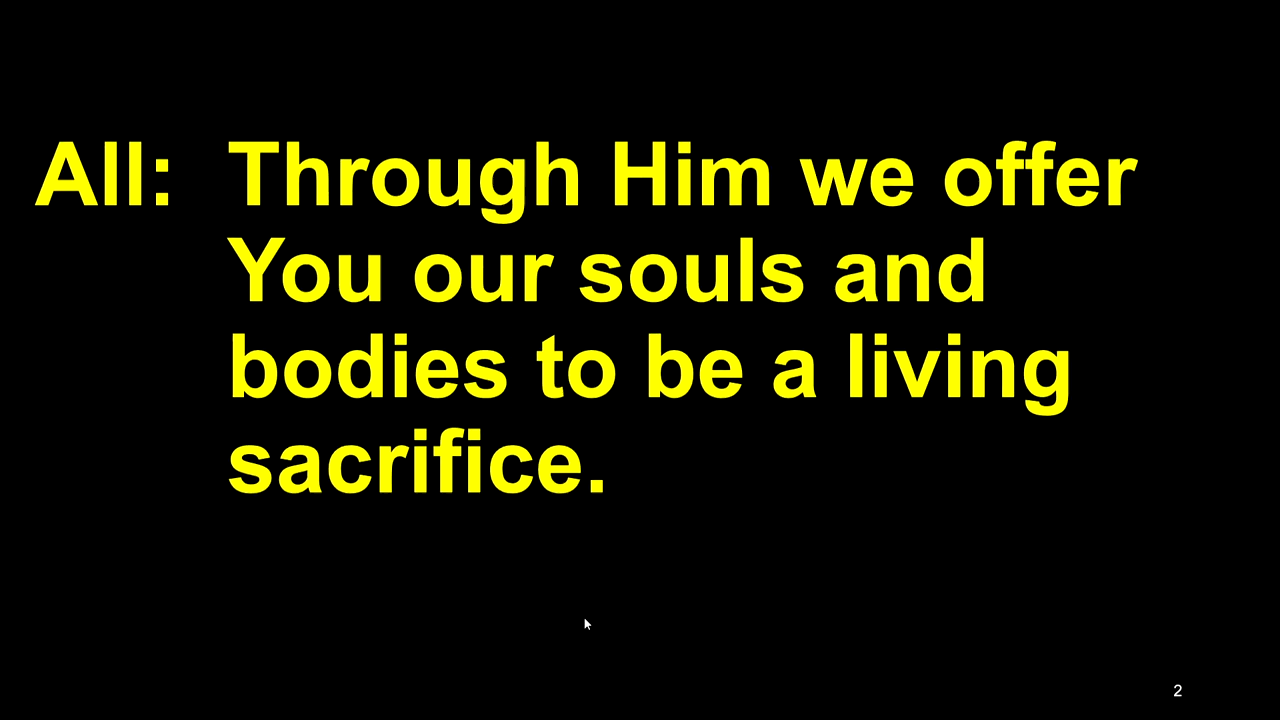 All: Through Him we offer
You our souls and
bodies to be a living
sacrifice.
2